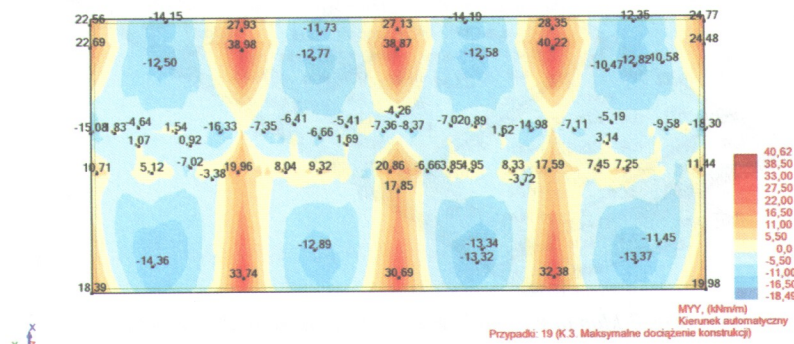 22,56 -14,15 27,93 -11,73 27,13 -14,19 28,35 -12,35 24,77
22,69 38,98 38,87 40,22 24,48
-12,50 -12,77 -12,58 -10,47 -12,82 -10,58
-4,26
-15,08 1,83 -4,64 1,54 -16,33 -7,35 -6,41 -5,41 -7,36 -8,37 -7,02 0,89 1,62 -14,98 -7,11 -5,19 -9,58 -18,30
1,07 0,92 -6,66 1,69 3,14
10,71 5,12 -7,02 -3,38 19,96 8,04 9,32 20,86 -6,66 3,85 4,95 8,33 -3,72 17,59 7,45 7,25 11,44
17,85
-14,36 -12,89 -13,34 -13,32 -11,45 -13,37
18,39 33,74 30,69 32,38 19,98
40,62
38,50
33,00
27,50
22,00
16,50
11,00
5,50
0,0
-5,50
-11,00
-16,50
-18,49
MYY, (kNm/m)
Kierunek automatyczny
Przypadki: 19 (K.3. Maksymalne dociążenie konstrukcji)
X